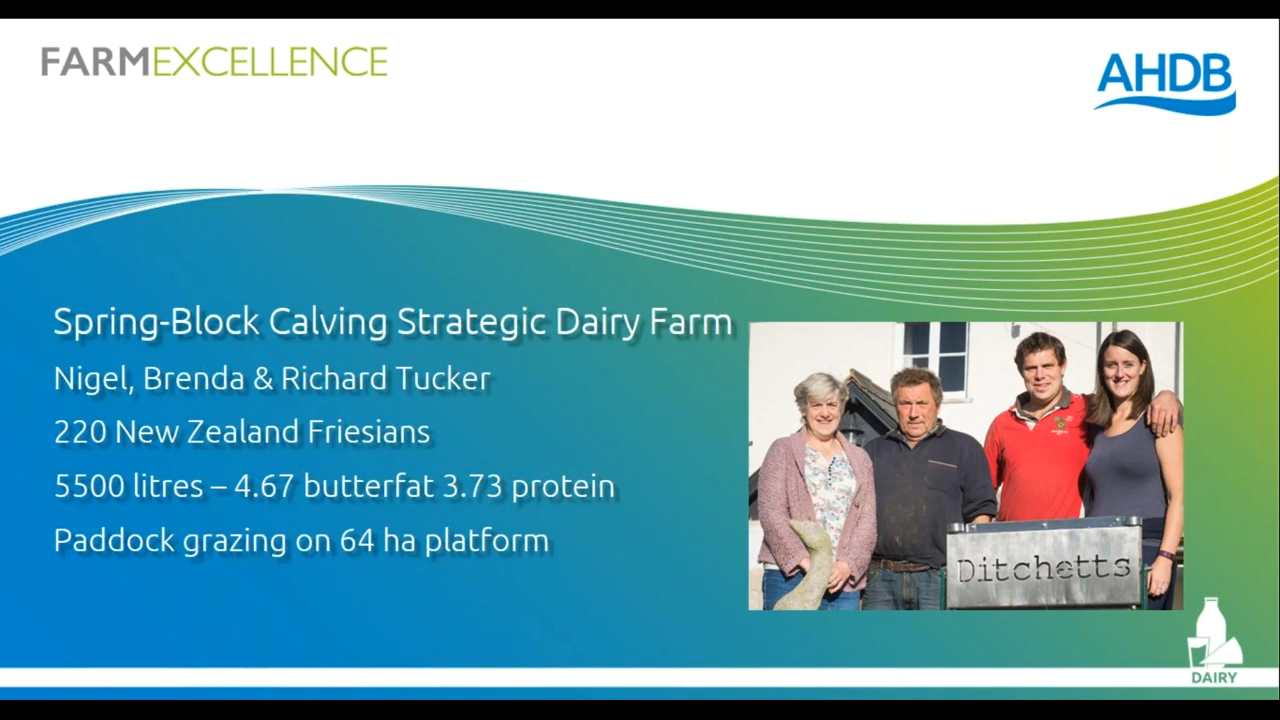 FARMEXCELLENCE
AHDB
Spring-Block Calving Strategic Dairy Farm
Nigel, Brenda & Richard Tucker
220 New Zealand Friesians
5500 litres – 4.67 butterfat 3.73 protein
Paddock grazing on 64 ha platform
Ditchetts
DAIRY